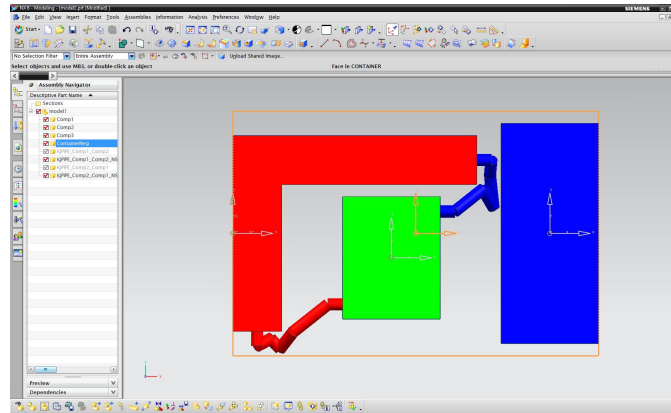 NX 8 - Modeling - [model1.prt (Modified)]
SIEMENS
File Edit View Insert Format Tools Assemblies Information Analysis Preferences Window Help
Start
No Selection Filter Entire Assembly Upload Shared Image...
Select objects and use MB3, or double-click an object
Face in CONTAINER
Assembly Navigator
Descriptive Part Name
Sections
model1
Comp1
Comp2
Comp3
ContainerReg
KJPIPE_Comp1_Comp2
KJPIPE_Comp1_Comp2_NS
KJPIPE_Comp2_Comp1
KJPIPE_Comp2_Comp1_NS
Preview
Dependencies